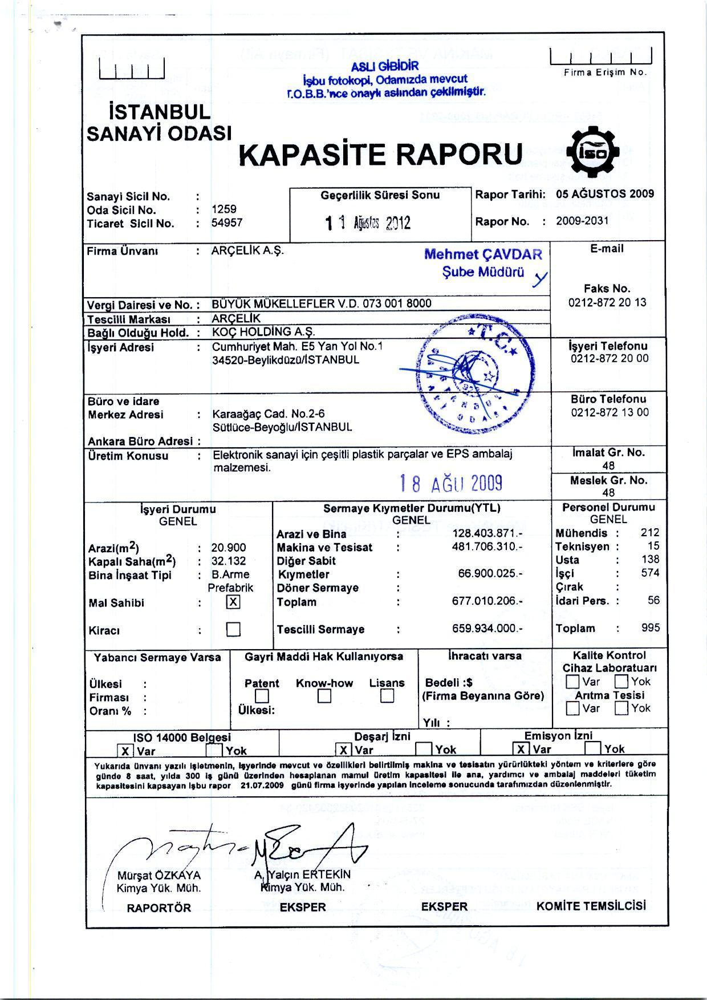 ASLI GİBİDİR
İşbu fotokopi, Odamızda mevcut
T.O.B.B.'nce onaylı aslından çekilmiştir.
Firma Erişim No.
İSTANBUL
SANAYİ ODASI
KAPASİTE RAPORU
iso
Sanayi Sicil No. :
Oda Sicil No. : 1259
Ticaret Sicil No. : 54957
Geçerlilik Süresi Sonu
11 Ağustos 2012
Rapor Tarihi: 05 AĞUSTOS 2009
Rapor No. : 2009-2031
Firma Ünvanı : ARÇELİK A.Ş.
Mehmet ÇAVDAR
Şube Müdürü
E-mail
Faks No.
0212-872 20 13
Vergi Dairesi ve No. : BÜYÜK MÜKELLEFLER V.D. 073 001 8000
Tescilli Markası : ARÇELİK
Bağlı Olduğu Hold. : KOÇ HOLDİNG A.Ş.
İşyeri Adresi : Cumhuriyet Mah. E5 Yan Yol No.1
34520-Beylikdüzü/İSTANBUL
T.C.
İşyeri Telefonu
0212-872 20 00
Büro ve idare
Merkez Adresi : Karaağaç Cad. No.2-6
Sütlüce-Beyoğlu/İSTANBUL
Ankara Büro Adresi :
Büro Telefonu
0212-872 13 00
Üretim Konusu : Elektronik sanayi için çeşitli plastik parçalar ve EPS ambalaj
malzemesi.
18 AĞU 2009
İmalat Gr. No.
48
Meslek Gr. No.
48
İşyeri Durumu
GENEL
Arazi(m2) : 20.900
Kapalı Saha(m2) : 32.132
Bina İnşaat Tipi : B.Arme
Prefabrik
Mal Sahibi : X
Kiracı :
Sermaye Kıymetler Durumu(YTL)
GENEL
Arazi ve Bina : 128.403.871.-
Makina ve Tesisat : 481.706.310.-
Diğer Sabit
Kıymetler : 66.900.025.-
Döner Sermaye :
Toplam : 677.010.206.-
Tescilli Sermaye : 659.934.000.-
Personel Durumu
GENEL
Mühendis : 212
Teknisyen : 15
Usta : 138
İşçi : 574
Çırak :
İdari Pers. : 56
Toplam : 995
Yabancı Sermaye Varsa
Ülkesi :
Firması :
Oranı % :
Gayri Maddi Hak Kullanıyorsa
Patent Know-how Lisans
Ülkesi:
İhracatı varsa
Bedeli :$
(Firma Beyanına Göre)
Yılı :
Kalite Kontrol
Cihaz Laboratuarı
Var Yok
Arıtma Tesisi
Var Yok
ISO 14000 Belgesi
X Var Yok
Deşarj İzni
X Var Yok
Emisyon İzni
X Var Yok
Yukarıda ünvanı yazılı işletmenin, işyerinde mevcut ve özellikleri belirtilmiş makina ve tesisatın yürürlükteki yöntem ve kriterlere göre
günde 8 saat, yılda 300 iş günü üzerinden hesaplanan mamul üretim kapasitesi ile ana, yardımcı ve ambalaj maddeleri tüketim
kapasitesini kapsayan işbu rapor 21.07.2009 günü firma işyerinde yapılan inceleme sonucunda tarafımızdan düzenlenmiştir.
Mürşat ÖZKAYA
Kimya Yük. Müh.
RAPORTÖR
A. Yalçın ERTEKİN
Kimya Yük. Müh.
EKSPER
EKSPER
KOMİTE TEMSİLCİSİ